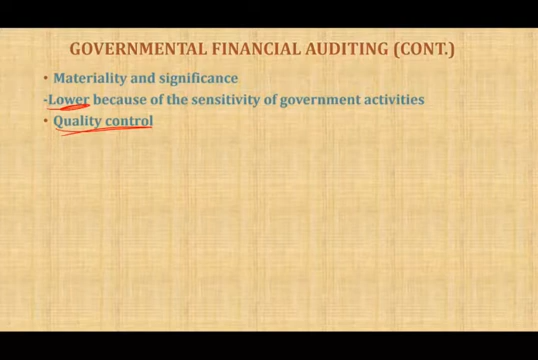 GOVERNMENTAL FINANCIAL AUDITING (CONT.)
• Materiality and significance
-Lower because of the sensitivity of government activities
• Quality control